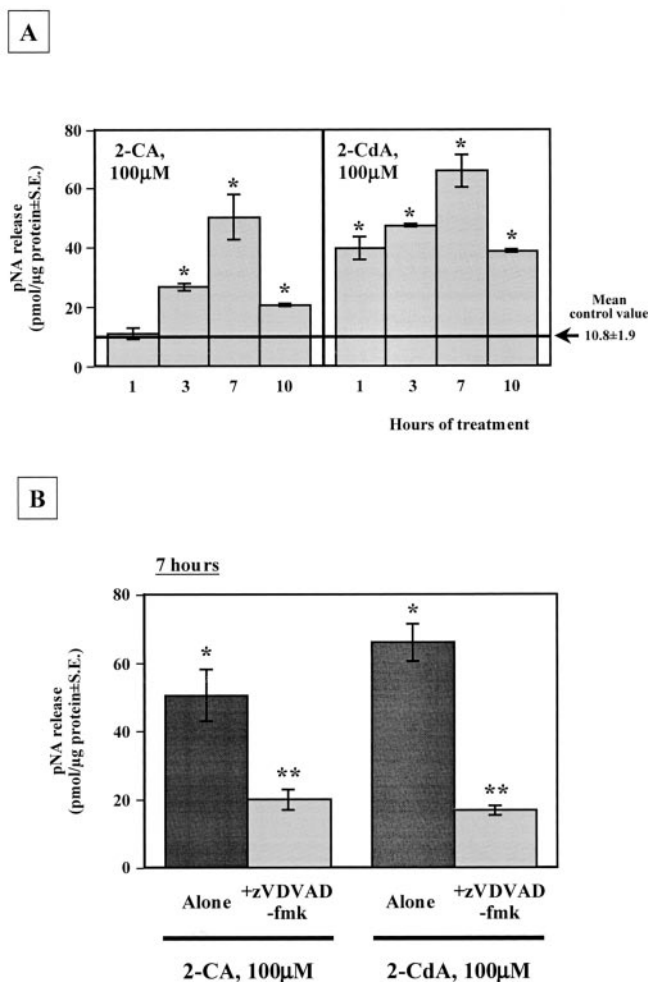 A
pNA release
(pmol/µg protein±S.E.)
80
60
40
20
0
2-CA,
100µM
*
*
*
2-CdA,
100µM
*
*
*
*
Mean
control value
10.8±1.9
1 3 7 10 1 3 7 10
Hours of treatment
B
7 hours
pNA release
(pmol/µg protein±S.E.)
80
60
40
20
0
*
**
*
**
Alone +zVDVAD Alone +zVDVAD
-fmk -fmk
2-CA, 100µM 2-CdA, 100µM